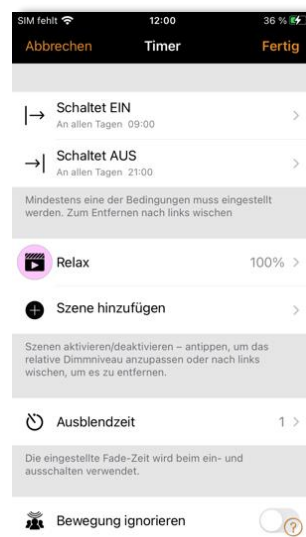 SIM fehlt 12:00 36 %
Abbrechen Timer Fertig
Schaltet EIN
An allen Tagen 09:00
Schaltet AUS
An allen Tagen 21:00
Mindestens eine der Bedingungen muss eingestellt
werden. Zum Entfernen nach links wischen
Relax 100%
Szene hinzufügen
Szenen aktivieren/deaktivieren – antippen, um das
relative Dimmniveau anzupassen oder nach links
wischen, um es zu entfernen.
Ausblendzeit 1
Die eingestellte Fade-Zeit wird beim ein- und
ausschalten verwendet.
Bewegung ignorieren ?